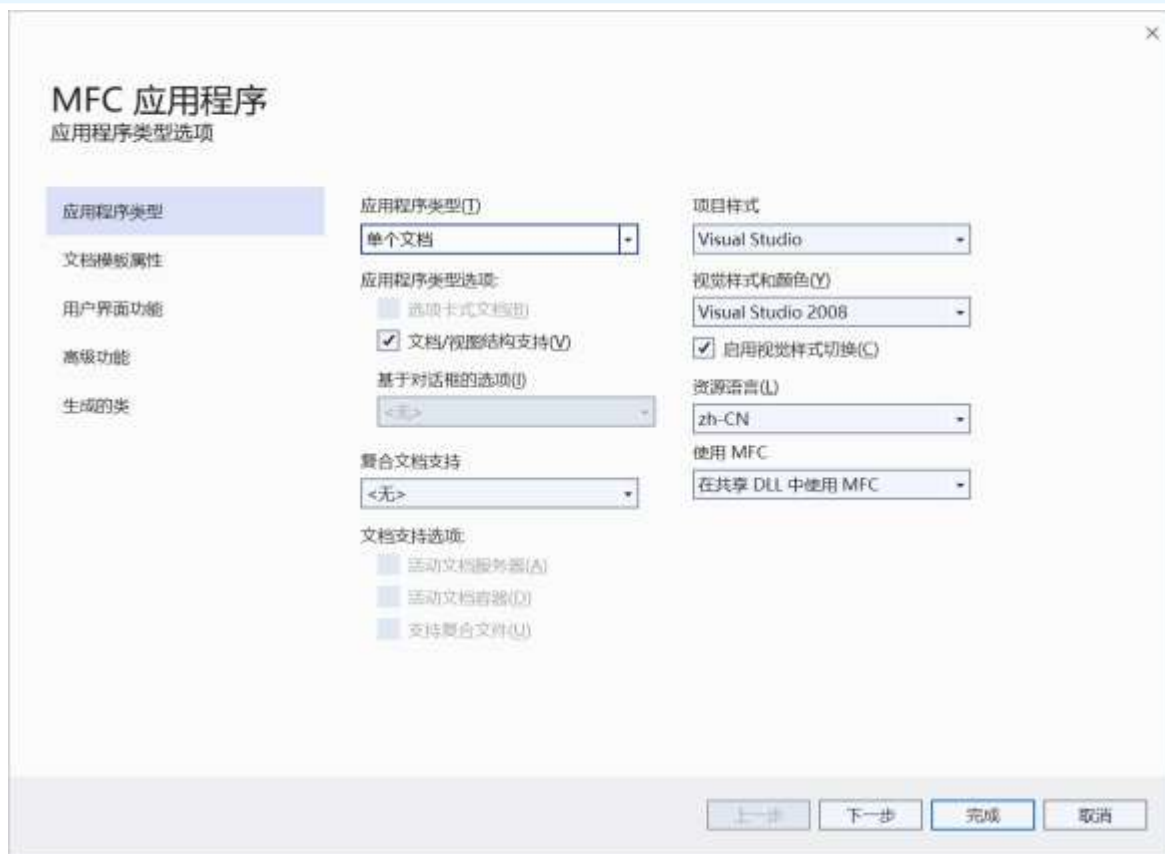 MFC 应用程序
应用程序类型选项
应用程序类型
文档模板属性
用户界面功能
高级功能
生成的类
应用程序类型(T)
单个文档
应用程序类型选项:
选项卡式文档(B)
文档/视图结构支持(V)
基于对话框的选项(I)
<无>
复合文档支持
<无>
文档支持选项:
活动文档服务器(A)
活动文档容器(D)
支持复合文件(U)
项目样式
Visual Studio
视觉样式和颜色(Y)
Visual Studio 2008
启用视觉样式切换(C)
资源语言(L)
zh-CN
使用 MFC
在共享 DLL 中使用 MFC
上一步
下一步
完成
取消